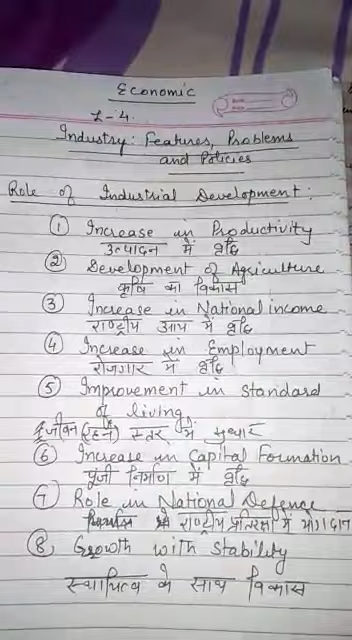 Economic
L-4.
Industry: Features, Problems
and Policies
Role of Industrial Development:
① Increase in Productivity
उत्पादन में वृद्धि
② Development of Agriculture
कृषि का विकास
③ Increase in National income
राष्ट्रीय आय में वृद्धि
④ Increase in Employment
रोजगार में वृद्धि
⑤ Improvement in standard
of living.
जीवन (रहन) स्तर में सुधार
⑥ Increase in Capital Formation
पूंजी निर्माण में वृद्धि
⑦ Role in National Defence
राष्ट्रीय प्रतिरक्षा में योगदान
⑧ Growth with stability
स्थायित्व के साथ विकास